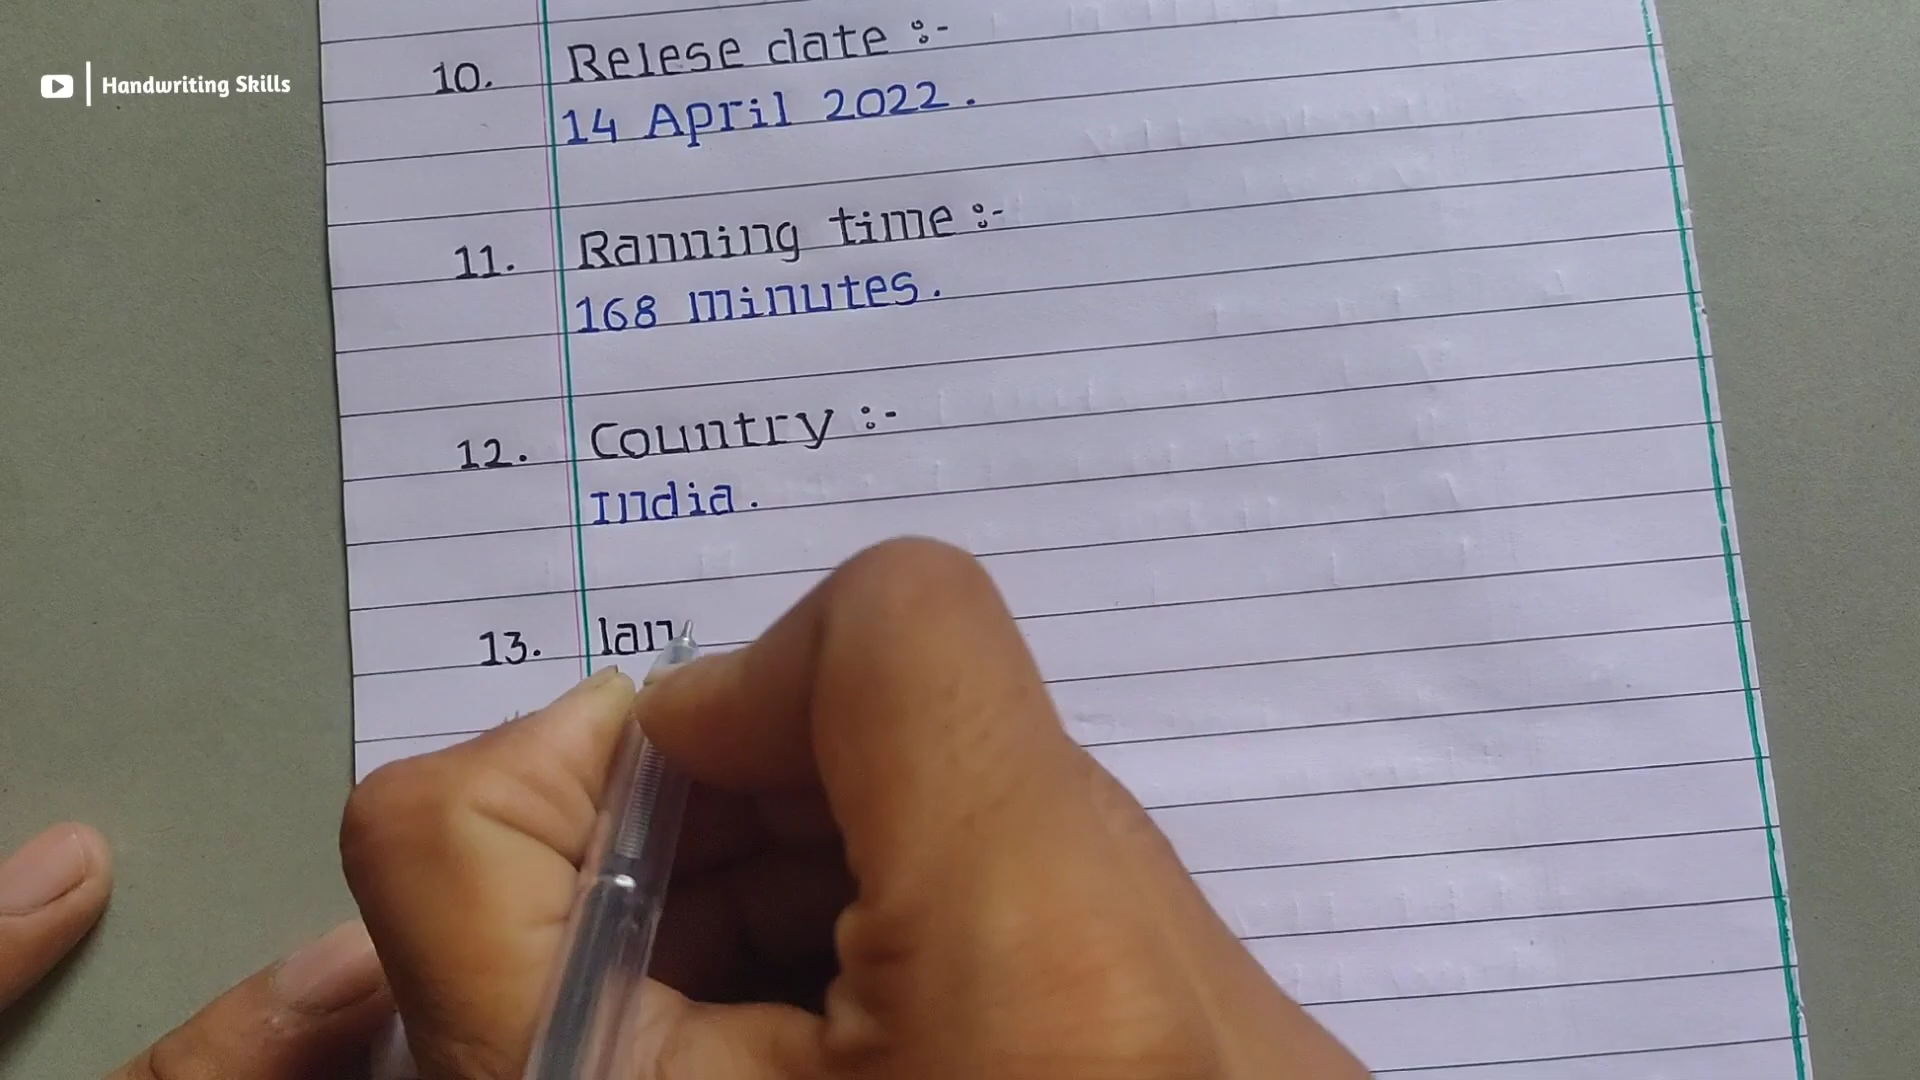 Handwriting Skills
10. Relese date :-
14 April 2022.
11. Ranning time :-
168 minutes.
12. Country :-
India.
13. lan